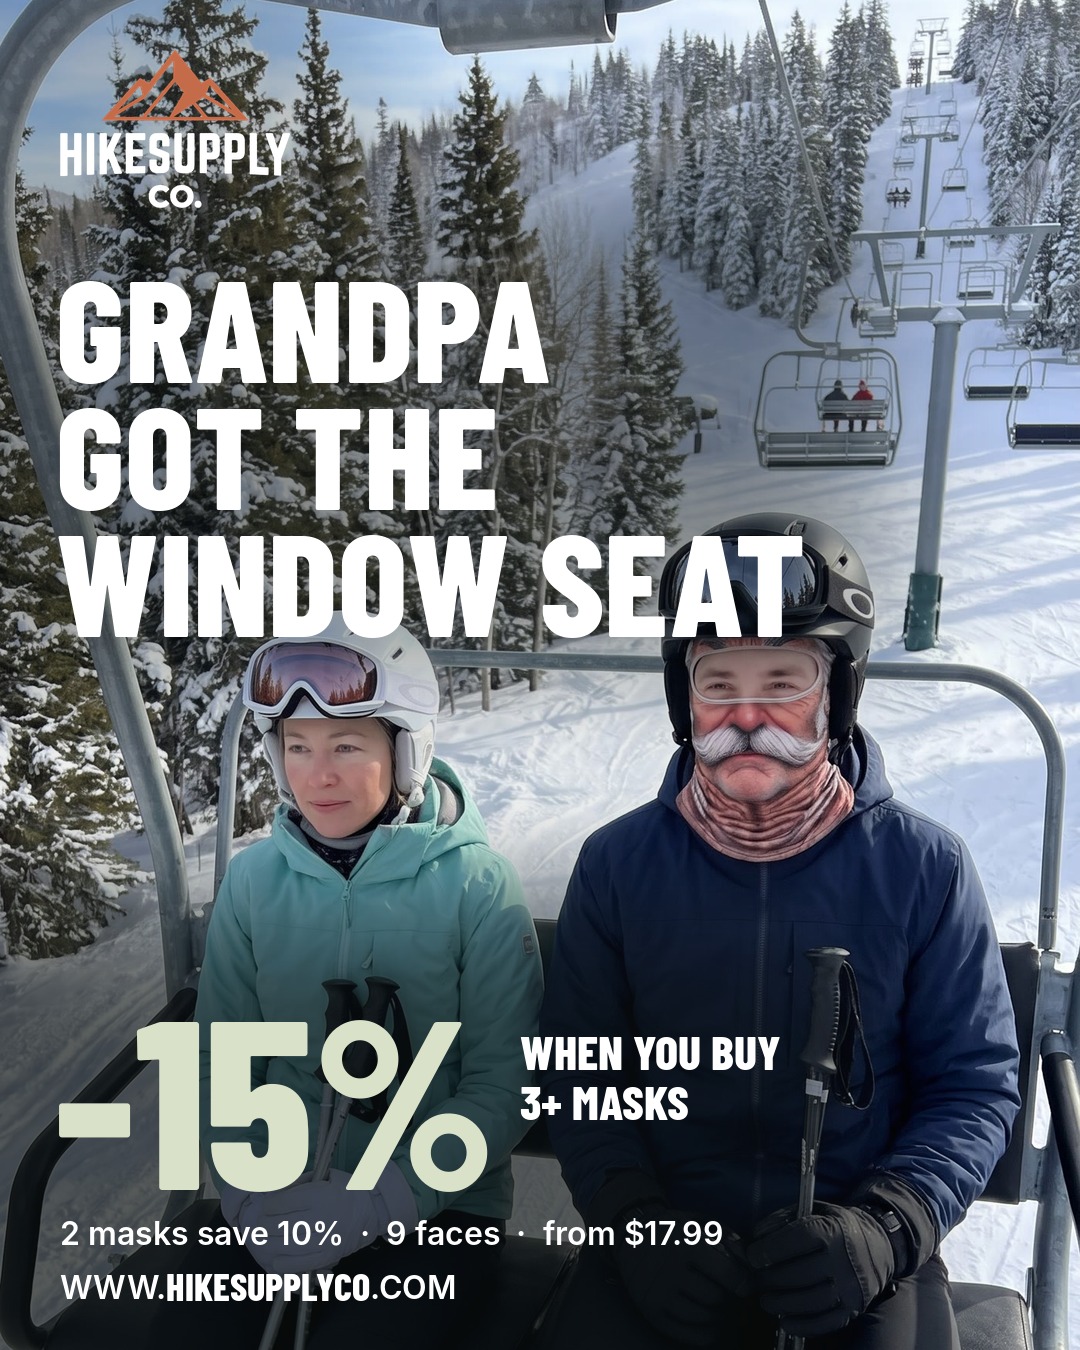 HIKESUPPLY
CO.
GRANDPA
GOT THE
WINDOW SEAT
-15%
WHEN YOU BUY
3+ MASKS
2 masks save 10% · 9 faces · from $17.99
WWW.HIKESUPPLYCO.COM